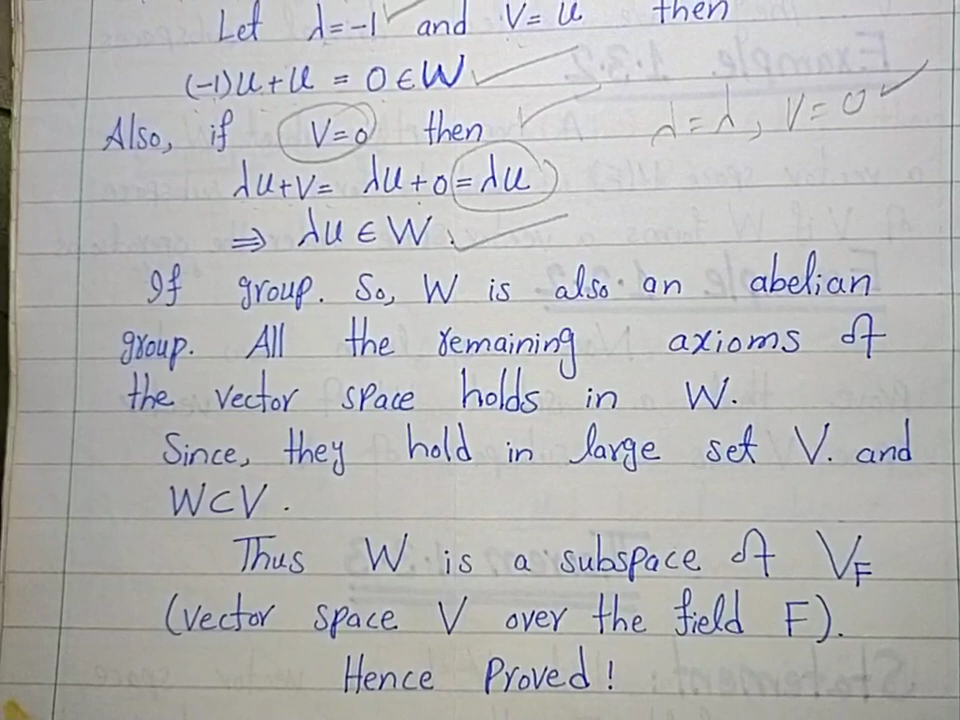 Let λ=-1 and V=u then
(-1)u+u = 0∈W
Also, if V=0 then λ=λ, V=0
λu+V= λu+0=λu
⇒ λu∈W.
If group. So, W is also an abelian
group. All the remaining axioms of
the vector space holds in W.
Since, they hold in large set V. and
W⊂V.
Thus W is a subspace of V_F
(vector space V over the field F).
Hence Proved!